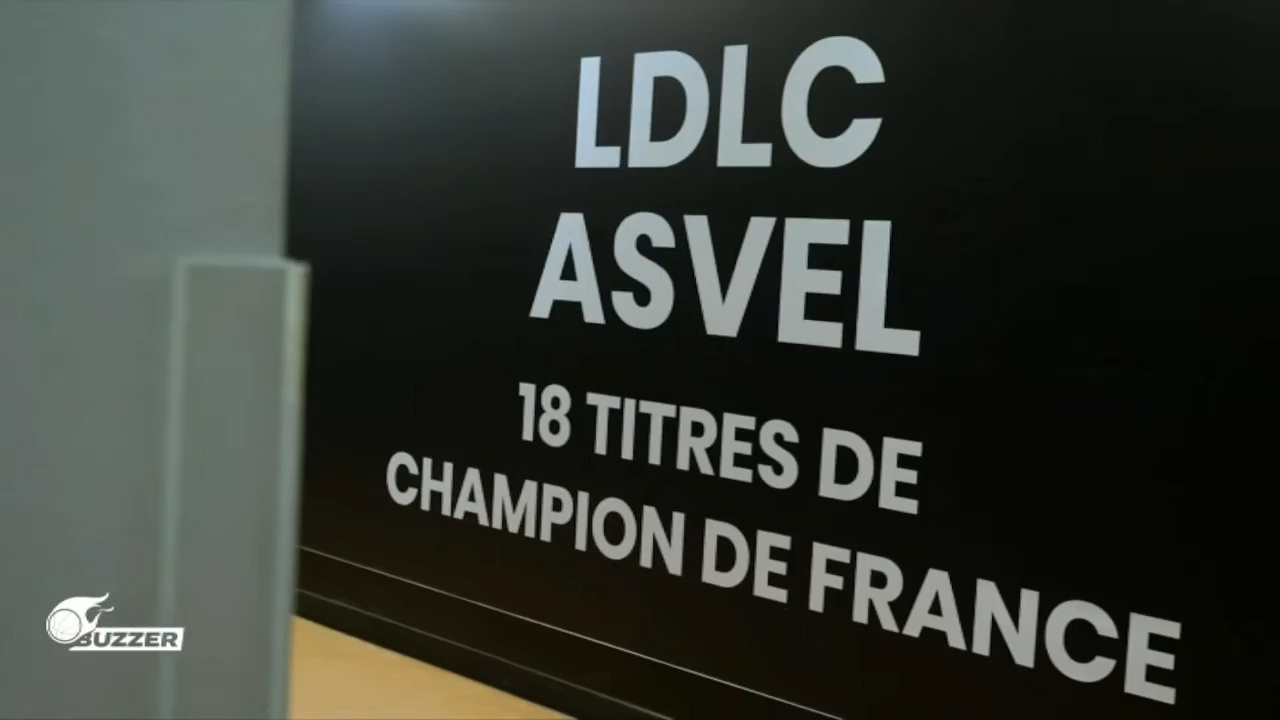 LDLC
ASVEL
18 TITRES DE
CHAMPION DE FRANCE
BUZZER